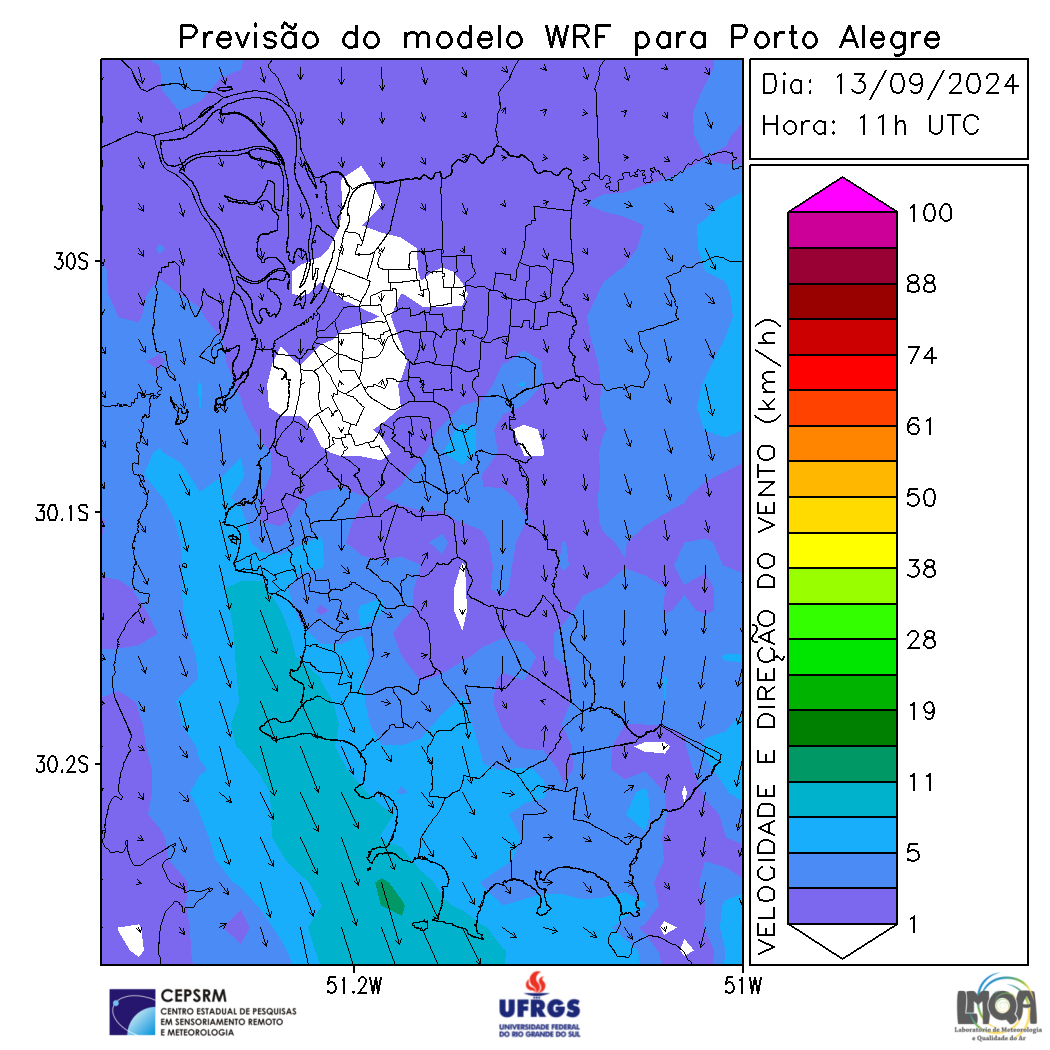 Previsão do modelo WRF para Porto Alegre
Dia: 13/09/2024
Hora: 11h UTC
30S
30.1S
30.2S
51.2W
51W
VELOCIDADE E DIREÇÃO DO VENTO (km/h)
100
88
74
61
50
38
28
19
11
5
1
CEPSRM
CENTRO ESTADUAL DE PESQUISAS
EM SENSORIAMENTO REMOTO
E METEOROLOGIA
UFRGS
UNIVERSIDADE FEDERAL
DO RIO GRANDE DO SUL
LMQA
Laboratório de Meteorologia
e Qualidade do Ar